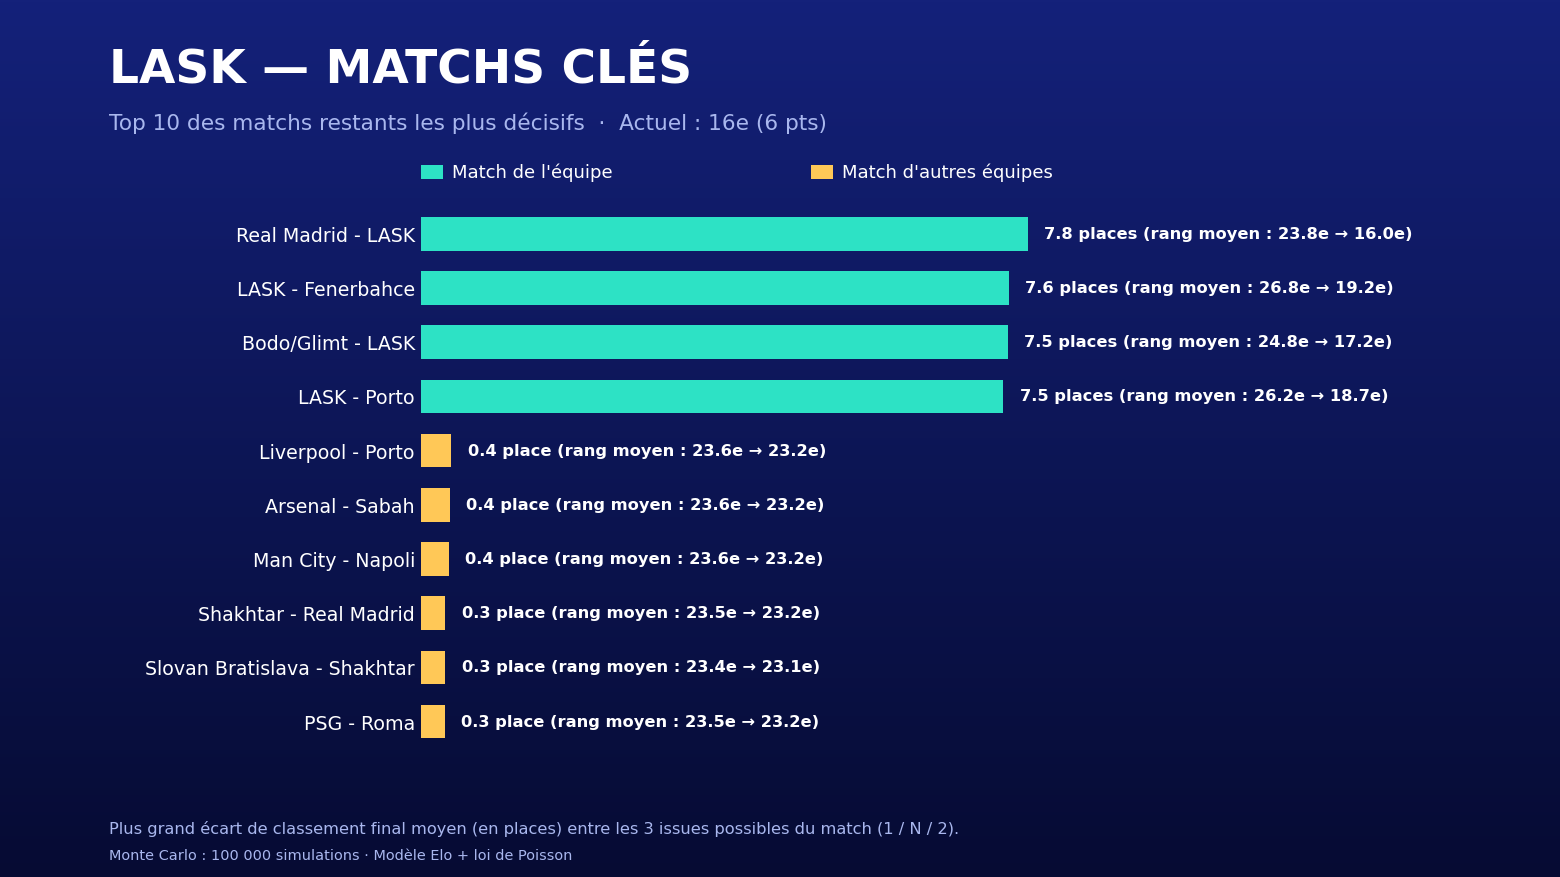 LASK — MATCHS CLÉS
Top 10 des matchs restants les plus décisifs · Actuel : 16e (6 pts)
Match de l'équipe
Match d'autres équipes
Real Madrid - LASK 7.8 places (rang moyen : 23.8e → 16.0e)
LASK - Fenerbahce 7.6 places (rang moyen : 26.8e → 19.2e)
Bodo/Glimt - LASK 7.5 places (rang moyen : 24.8e → 17.2e)
LASK - Porto 7.5 places (rang moyen : 26.2e → 18.7e)
Liverpool - Porto 0.4 place (rang moyen : 23.6e → 23.2e)
Arsenal - Sabah 0.4 place (rang moyen : 23.6e → 23.2e)
Man City - Napoli 0.4 place (rang moyen : 23.6e → 23.2e)
Shakhtar - Real Madrid 0.3 place (rang moyen : 23.5e → 23.2e)
Slovan Bratislava - Shakhtar 0.3 place (rang moyen : 23.4e → 23.1e)
PSG - Roma 0.3 place (rang moyen : 23.5e → 23.2e)
Plus grand écart de classement final moyen (en places) entre les 3 issues possibles du match (1 / N / 2).
Monte Carlo : 100 000 simulations · Modèle Elo + loi de Poisson